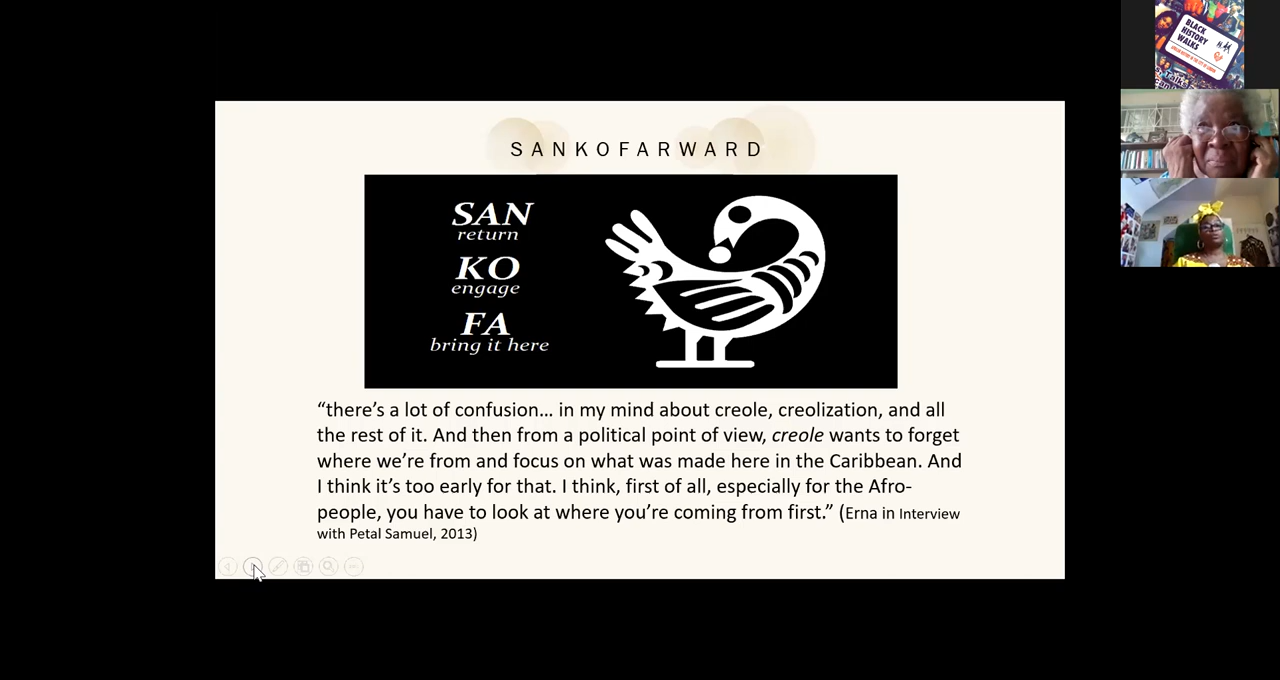 SANKOFARWARD
SAN
return
KO
engage
FA
bring it here
“there’s a lot of confusion… in my mind about creole, creolization, and all
the rest of it. And then from a political point of view, creole wants to forget
where we’re from and focus on what was made here in the Caribbean. And
I think it’s too early for that. I think, first of all, especially for the Afro-
people, you have to look at where you’re coming from first.” (Erna in Interview
with Petal Samuel, 2013)
BLACK
HISTORY
WALKS